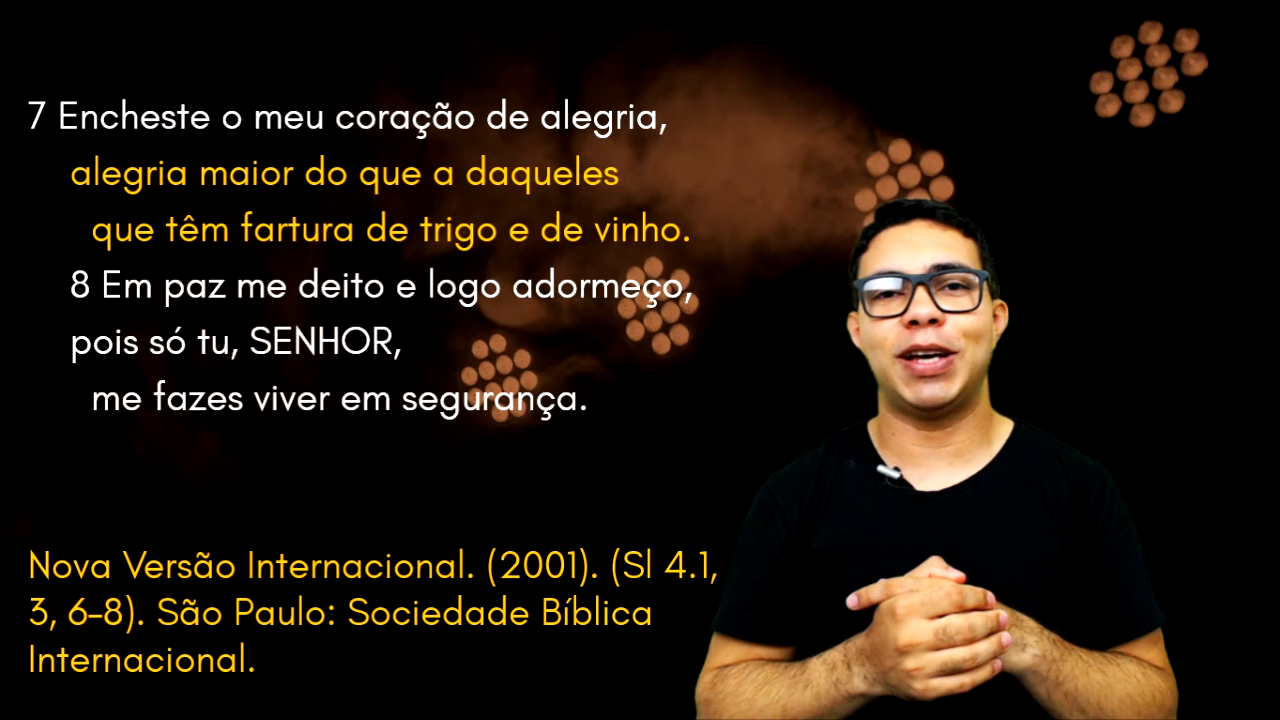 7 Encheste o meu coração de alegria,
alegria maior do que a daqueles
que têm fartura de trigo e de vinho.
8 Em paz me deito e logo adormeço,
pois só tu, SENHOR,
me fazes viver em segurança.
Nova Versão Internacional. (2001). (Sl 4.1,
3, 6–8). São Paulo: Sociedade Bíblica
Internacional.